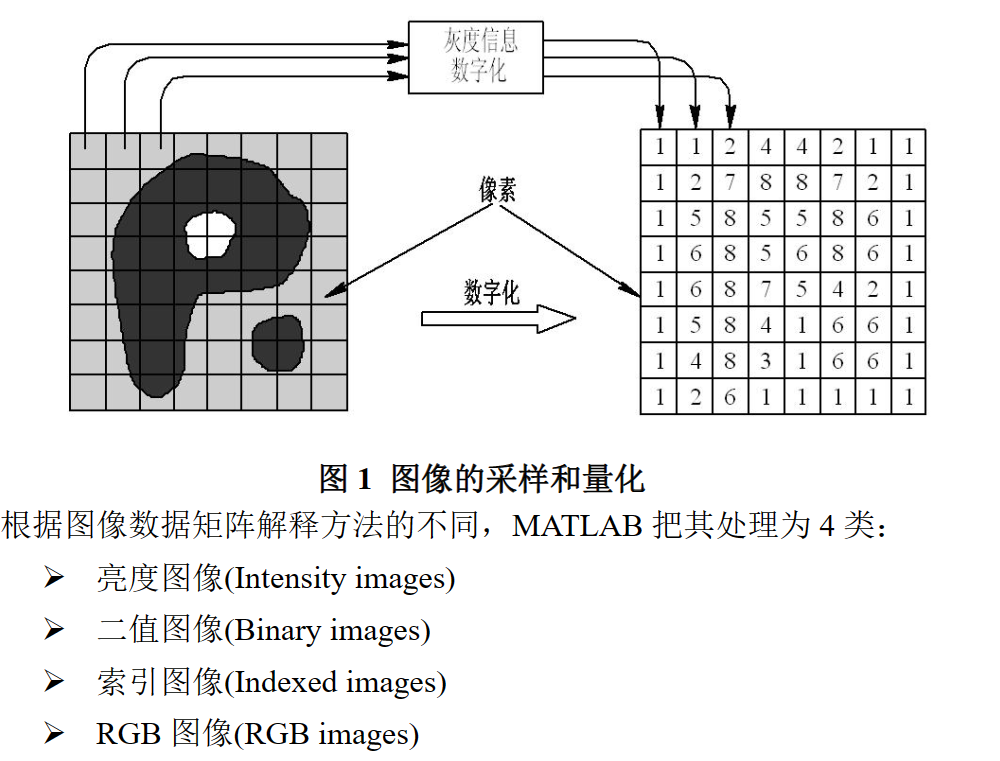 灰度信息
数字化
1 1 2 4 4 2 1 1
1 2 7 8 8 7 2 1
像素
1 5 8 5 5 8 6 1
1 6 8 5 6 8 6 1
数字化
1 6 8 7 5 4 2 1
1 5 8 4 1 6 6 1
1 4 8 3 1 6 6 1
1 2 6 1 1 1 1 1
图 1 图像的采样和量化
根据图像数据矩阵解释方法的不同，MATLAB 把其处理为 4 类：
➢ 亮度图像(Intensity images)
➢ 二值图像(Binary images)
➢ 索引图像(Indexed images)
➢ RGB 图像(RGB images)